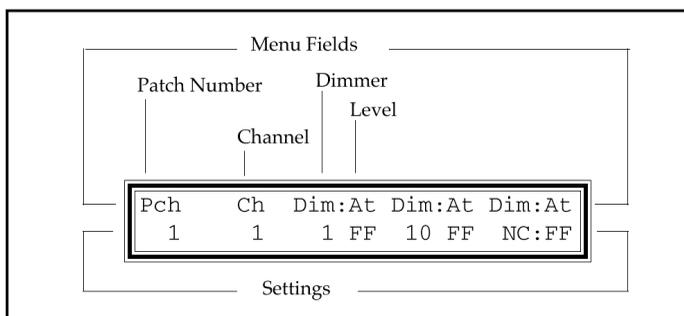 Menu Fields
Patch Number
Dimmer
Level
Channel
Pch Ch Dim:At Dim:At Dim:At
1 1 1 FF 10 FF NC:FF
Settings